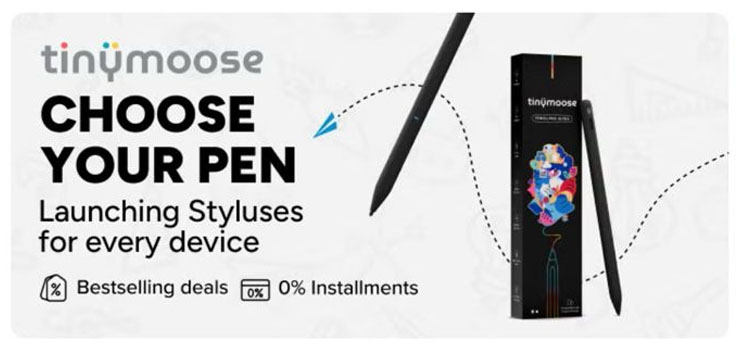 tinymoose
CHOOSE
YOUR PEN
Launching Styluses
for every device
% Bestselling deals
0% 0% Installments
tinymoose